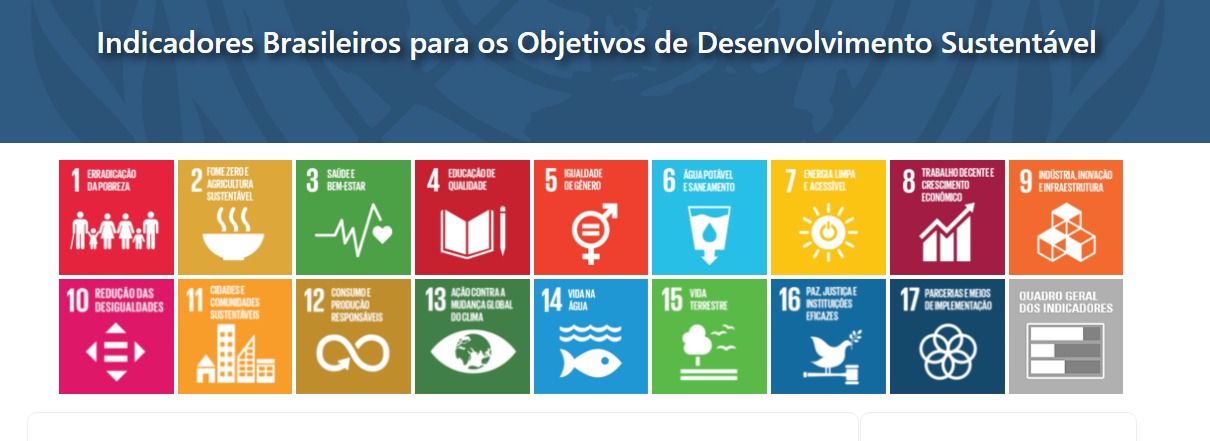 Indicadores Brasileiros para os Objetivos de Desenvolvimento Sustentável
1 ERRADICAÇÃO
DA POBREZA
2 FOME ZERO E
AGRICULTURA
SUSTENTÁVEL
3 SAÚDE E
BEM-ESTAR
4 EDUCAÇÃO DE
QUALIDADE
5 IGUALDADE
DE GÊNERO
6 ÁGUA POTÁVEL
E SANEAMENTO
7 ENERGIA LIMPA
E ACESSÍVEL
8 TRABALHO DECENTE E
CRESCIMENTO
ECONÔMICO
9 INDÚSTRIA, INOVAÇÃO
E INFRAESTRUTURA
10 REDUÇÃO DAS
DESIGUALDADES
11 CIDADES E
COMUNIDADES
SUSTENTÁVEIS
12 CONSUMO E
PRODUÇÃO
RESPONSÁVEIS
13 AÇÃO CONTRA A
MUDANÇA GLOBAL
DO CLIMA
14 VIDA NA
ÁGUA
15 VIDA
TERRESTRE
16 PAZ, JUSTIÇA E
INSTITUIÇÕES
EFICAZES
17 PARCERIAS E MEIOS
DE IMPLEMENTAÇÃO
QUADRO GERAL
DOS INDICADORES